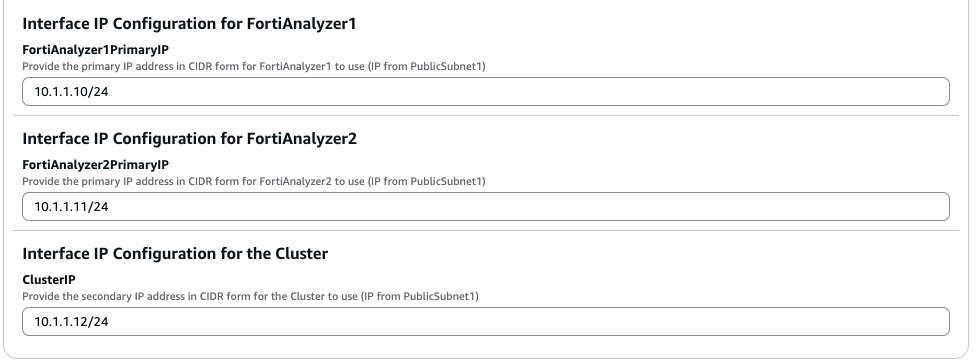 Interface IP Configuration for FortiAnalyzer1
FortiAnalyzer1PrimaryIP
Provide the primary IP address in CIDR form for FortiAnalyzer1 to use (IP from PublicSubnet1)
10.1.1.10/24
Interface IP Configuration for FortiAnalyzer2
FortiAnalyzer2PrimaryIP
Provide the primary IP address in CIDR form for FortiAnalyzer2 to use (IP from PublicSubnet1)
10.1.1.11/24
Interface IP Configuration for the Cluster
ClusterIP
Provide the secondary IP address in CIDR form for the Cluster to use (IP from PublicSubnet1)
10.1.1.12/24